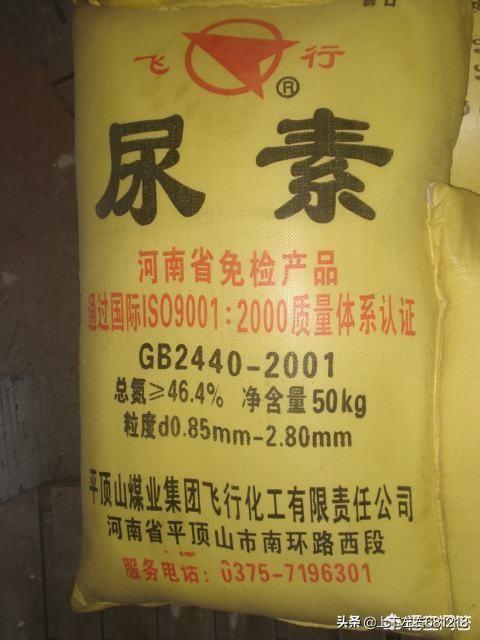 飞行®
尿素
河南省免检产品
通过国际ISO9001:2000质量体系认证
GB2440-2001
总氮≥46.4% 净含量50kg
粒度d0.85mm-2.80mm
平顶山煤业集团飞行化工有限责任公司
河南省平顶山市南环路西段
服务电话:0375-7196301